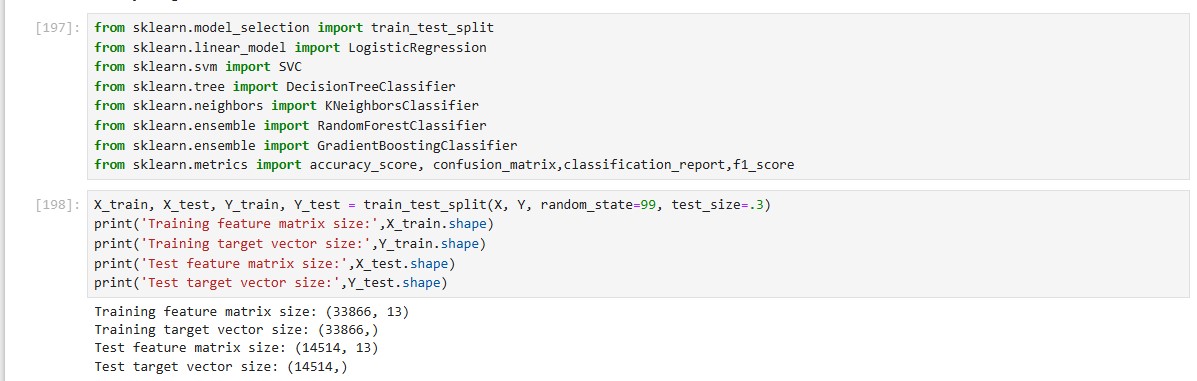 [197]: from sklearn.model_selection import train_test_split
from sklearn.linear_model import LogisticRegression
from sklearn.svm import SVC
from sklearn.tree import DecisionTreeClassifier
from sklearn.neighbors import KNeighborsClassifier
from sklearn.ensemble import RandomForestClassifier
from sklearn.ensemble import GradientBoostingClassifier
from sklearn.metrics import accuracy_score, confusion_matrix,classification_report,f1_score
[198]: X_train, X_test, Y_train, Y_test = train_test_split(X, Y, random_state=99, test_size=.3)
print('Training feature matrix size:',X_train.shape)
print('Training target vector size:',Y_train.shape)
print('Test feature matrix size:',X_test.shape)
print('Test target vector size:',Y_test.shape)
Training feature matrix size: (33866, 13)
Training target vector size: (33866,)
Test feature matrix size: (14514, 13)
Test target vector size: (14514,)